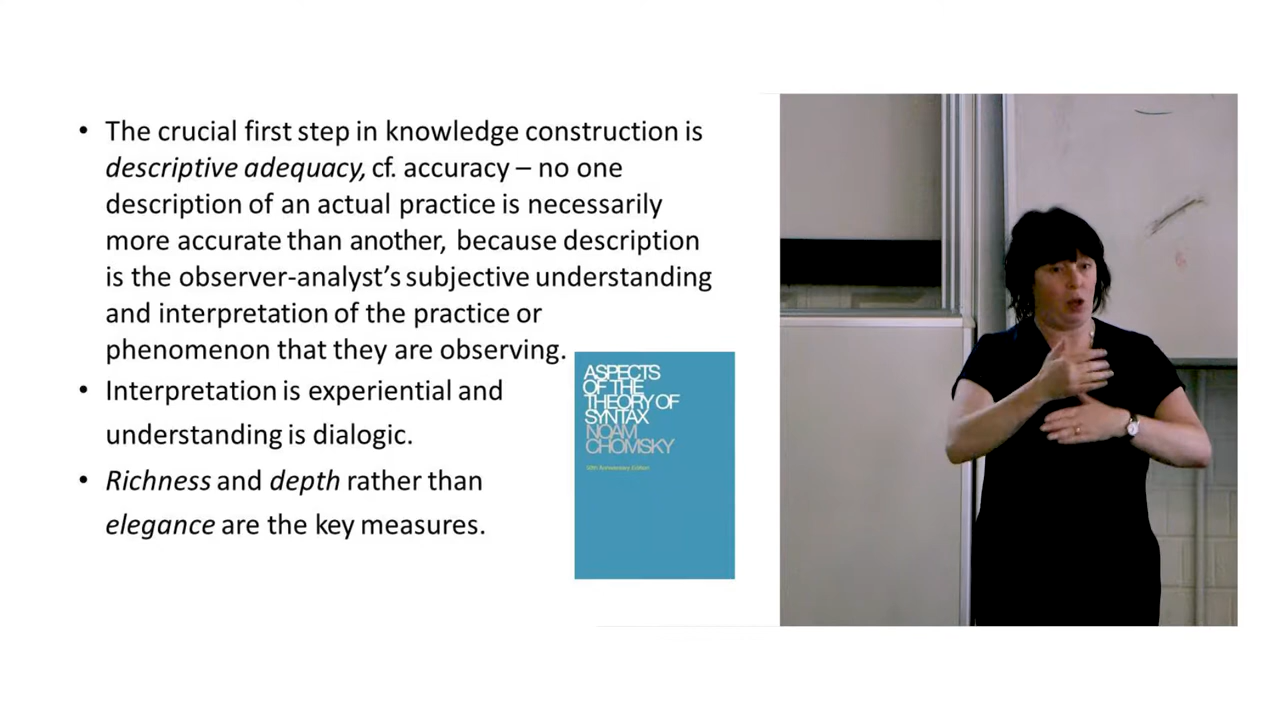 • The crucial first step in knowledge construction is
descriptive adequacy, cf. accuracy – no one
description of an actual practice is necessarily
more accurate than another, because description
is the observer-analyst's subjective understanding
and interpretation of the practice or
phenomenon that they are observing.
• Interpretation is experiential and
understanding is dialogic.
• Richness and depth rather than
elegance are the key measures.
ASPECTS
OF THE
THEORY OF
SYNTAX
NOAM
CHOMSKY
50th Anniversary Edition